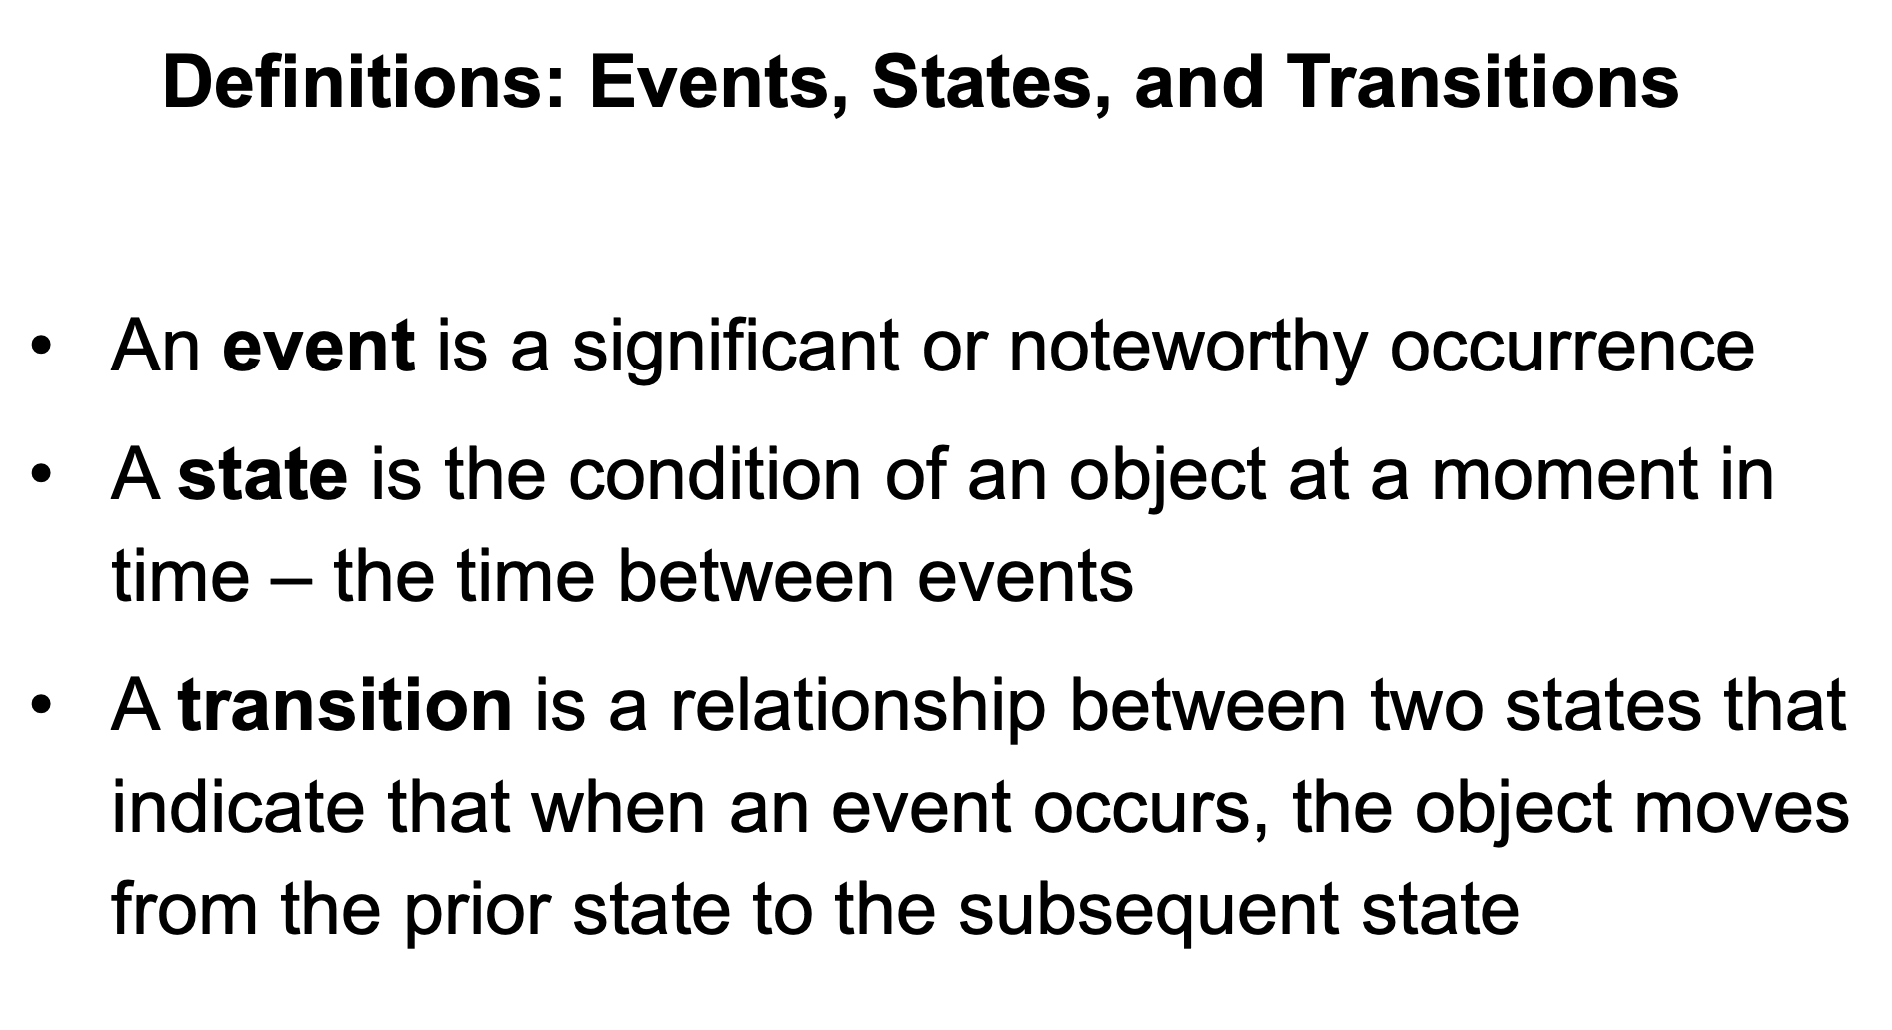 Definitions: Events, States, and Transitions
• An event is a significant or noteworthy occurrence
• A state is the condition of an object at a moment in
time – the time between events
• A transition is a relationship between two states that
indicate that when an event occurs, the object moves
from the prior state to the subsequent state